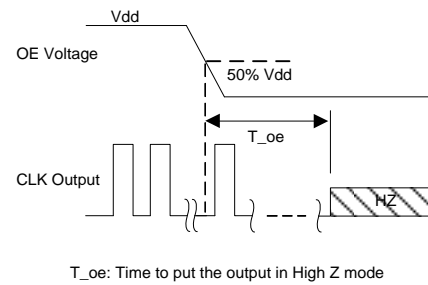 Vdd
OE Voltage
50% Vdd
T_oe
CLK Output
HZ
T_oe: Time to put the output in High Z mode